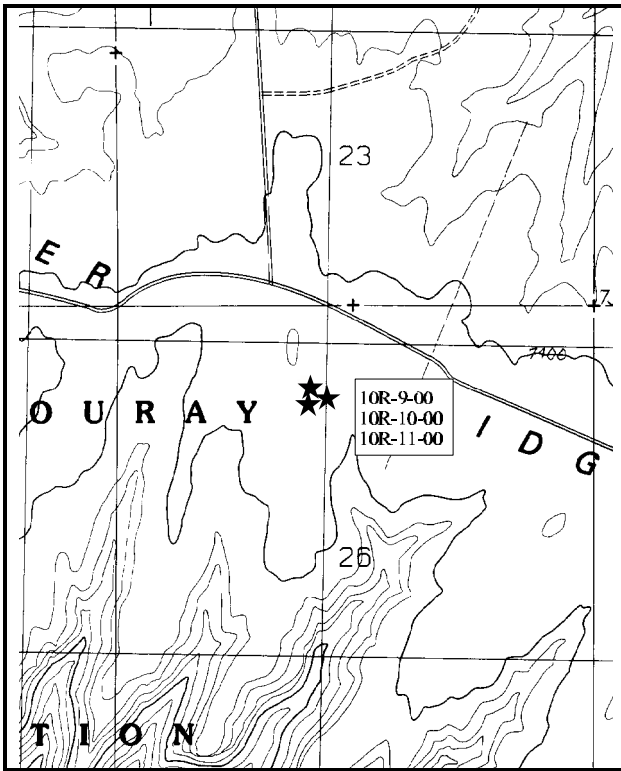 23
E R
7
7400
O U R A Y
10R-9-00
10R-10-00
10R-11-00
I D G
26
T I O N